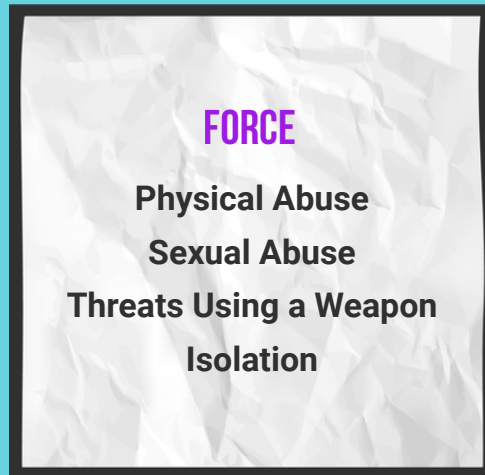 FORCE
Physical Abuse
Sexual Abuse
Threats Using a Weapon
Isolation